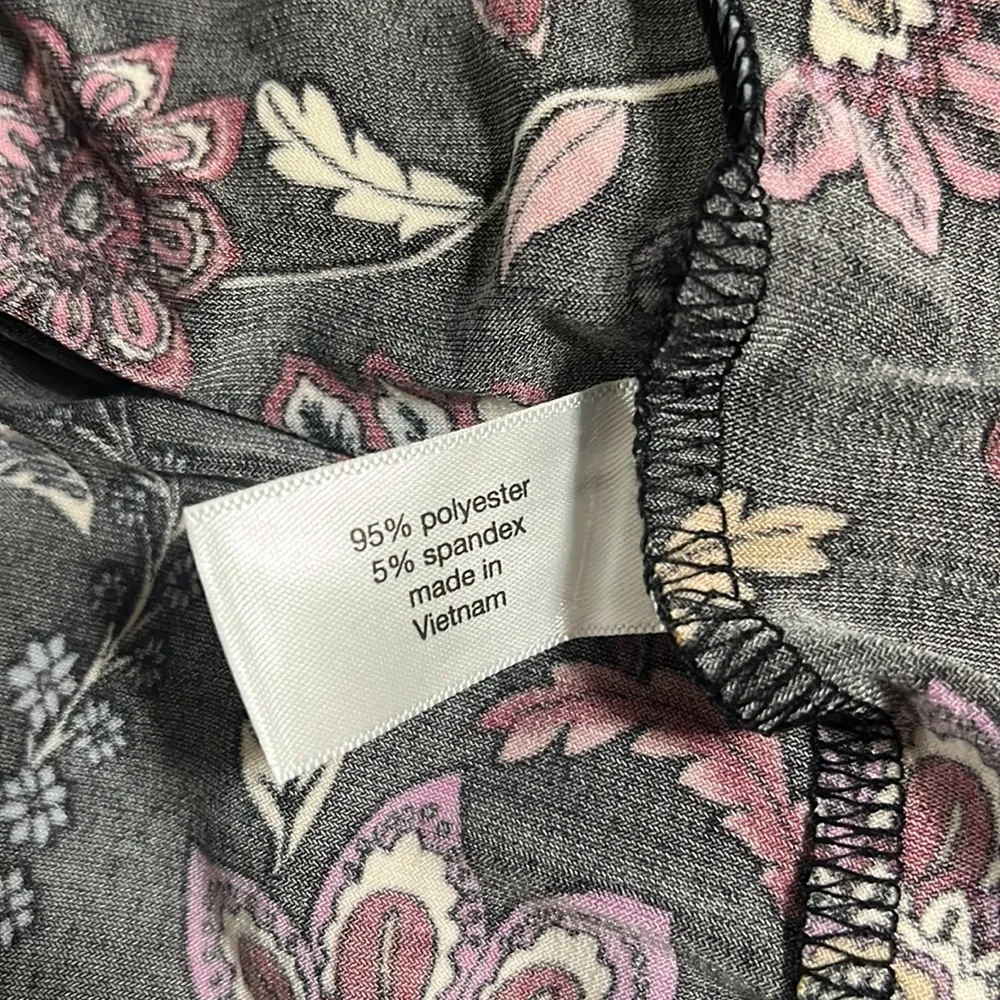 95% polyester
5% spandex
made in
Vietnam